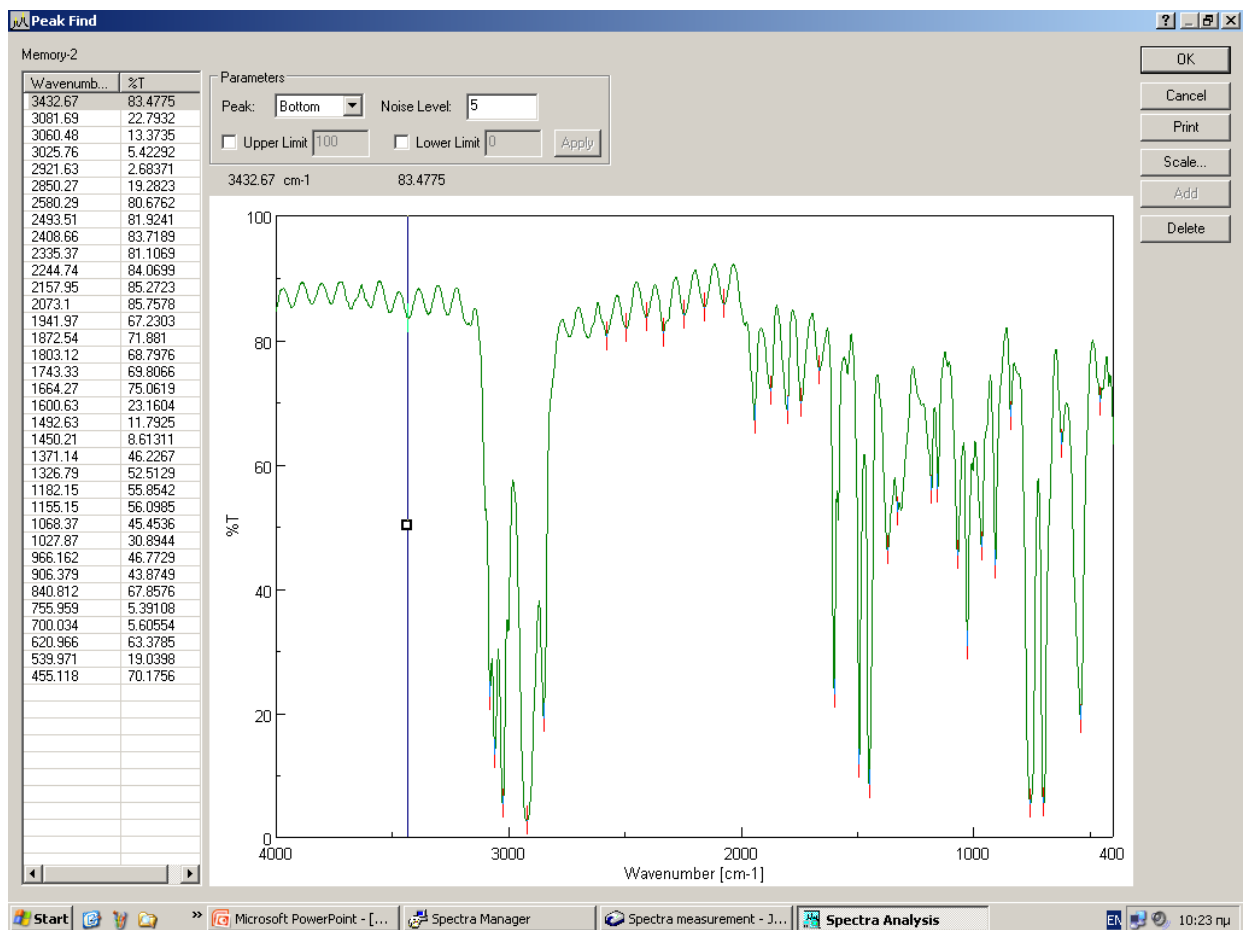 Peak Find
Memory-2
Wavenumb... %T
3432.67 83.4775
3081.69 22.7932
3060.48 13.3735
3025.76 5.42292
2921.63 2.68371
2850.27 19.2823
2580.29 80.6762
2493.51 81.9241
2408.66 83.7189
2335.37 81.1069
2244.74 84.0699
2157.95 85.2723
2073.1 85.7578
1941.97 67.2303
1872.54 71.881
1803.12 68.7976
1743.33 69.8066
1664.27 75.0619
1600.63 23.1604
1492.63 11.7925
1450.21 8.61311
1371.14 46.2267
1326.79 52.5129
1182.15 55.8542
1155.15 56.0985
1068.37 45.4536
1027.87 30.8944
966.162 46.7729
906.379 43.8749
840.812 67.8576
755.959 5.39108
700.034 5.60554
620.966 63.3785
539.971 19.0398
455.118 70.1756
Parameters
Peak: Bottom Noise Level: 5
Upper Limit 100 Lower Limit 0 Apply
3432.67 cm-1 83.4775
OK
Cancel
Print
Scale...
Add
Delete
100
80
60
%T
40
20
0
4000 3000 2000 1000 400
Wavenumber [cm-1]
Start » Microsoft PowerPoint - [... Spectra Manager Spectra measurement - J... Spectra Analysis EN 10:23 πμ